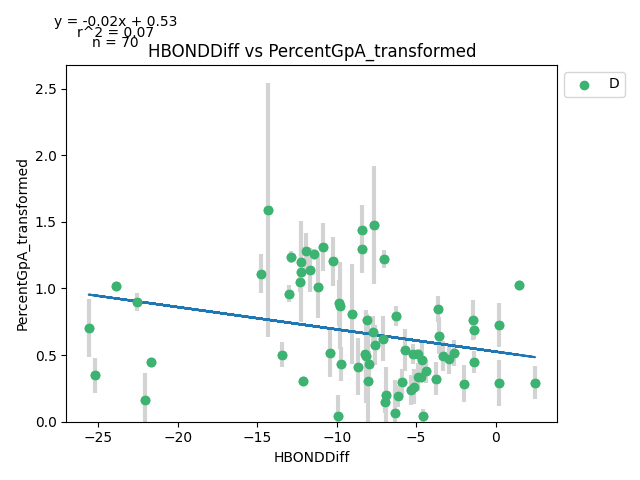 y = -0.02x + 0.53
r^2 = 0.07
n = 70
HBONDDiff vs PercentGpA_transformed
D
PercentGpA_transformed
2.5
2.0
1.5
1.0
0.5
0.0
−25
−20
−15
−10
−5
0
HBONDDiff